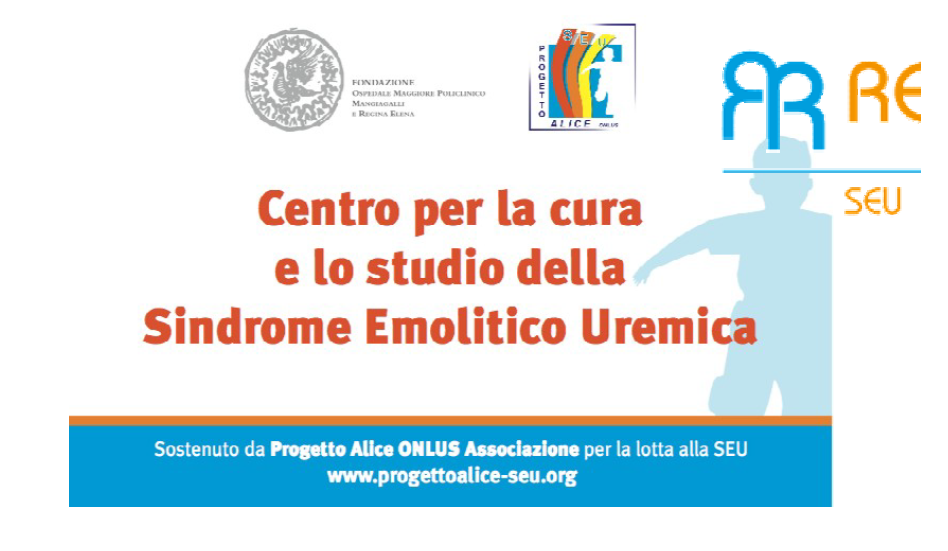 FONDAZIONE
OSPEDALE MAGGIORE POLICLINICO
MANGIAGALLI
E REGINA ELENA
S/E/U
PROGETTO
ALICE ONLUS
RE
SEU
Centro per la cura
e lo studio della
Sindrome Emolitico Uremica
Sostenuto da Progetto Alice ONLUS Associazione per la lotta alla SEU
www.progettoalice-seu.org